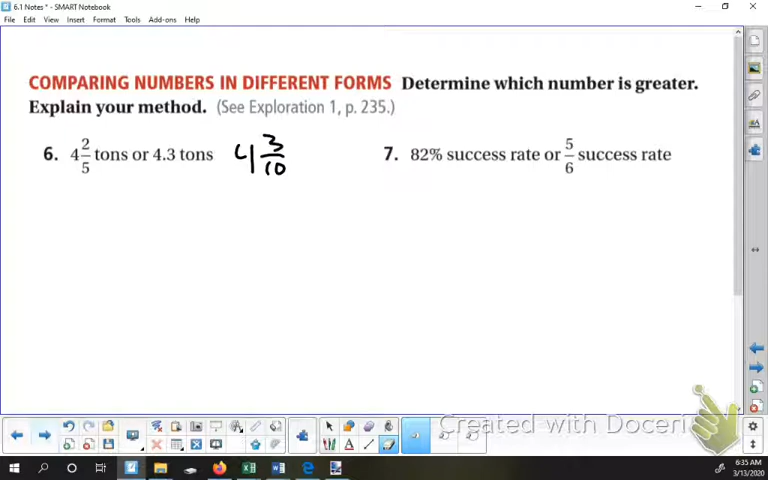 6.1 Notes * - SMART Notebook
File Edit View Insert Format Tools Add-ons Help
COMPARING NUMBERS IN DIFFERENT FORMS Determine which number is greater.
Explain your method. (See Exploration 1, p. 235.)
6. 4 2/5 tons or 4.3 tons 4 3/10
7. 82% success rate or 5/6 success rate
Created with Doceri
6:35 AM
3/13/2020